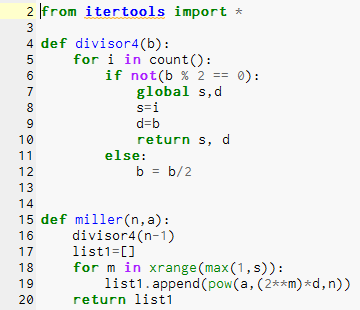 2 from itertools import *
3
4 def divisor4(b):
5     for i in count():
6         if not(b % 2 == 0):
7             global s,d
8             s=i
9             d=b
10             return s, d
11         else:
12             b = b/2
13
14
15 def miller(n,a):
16     divisor4(n-1)
17     list1=[]
18     for m in xrange(max(1,s)):
19         list1.append(pow(a,(2**m)*d,n))
20     return list1